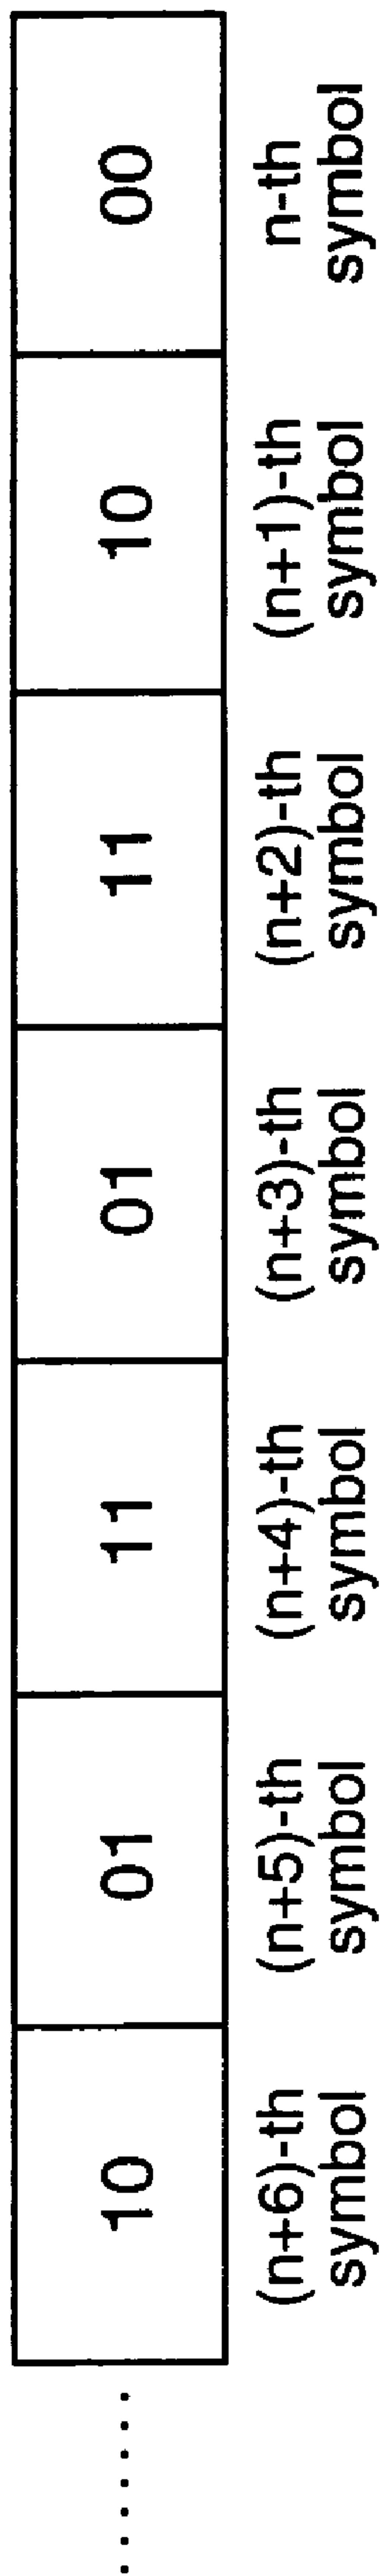 .......
10
01
11
01
11
10
00
(n+6)-th
symbol
(n+5)-th
symbol
(n+4)-th
symbol
(n+3)-th
symbol
(n+2)-th
symbol
(n+1)-th
symbol
n-th
symbol